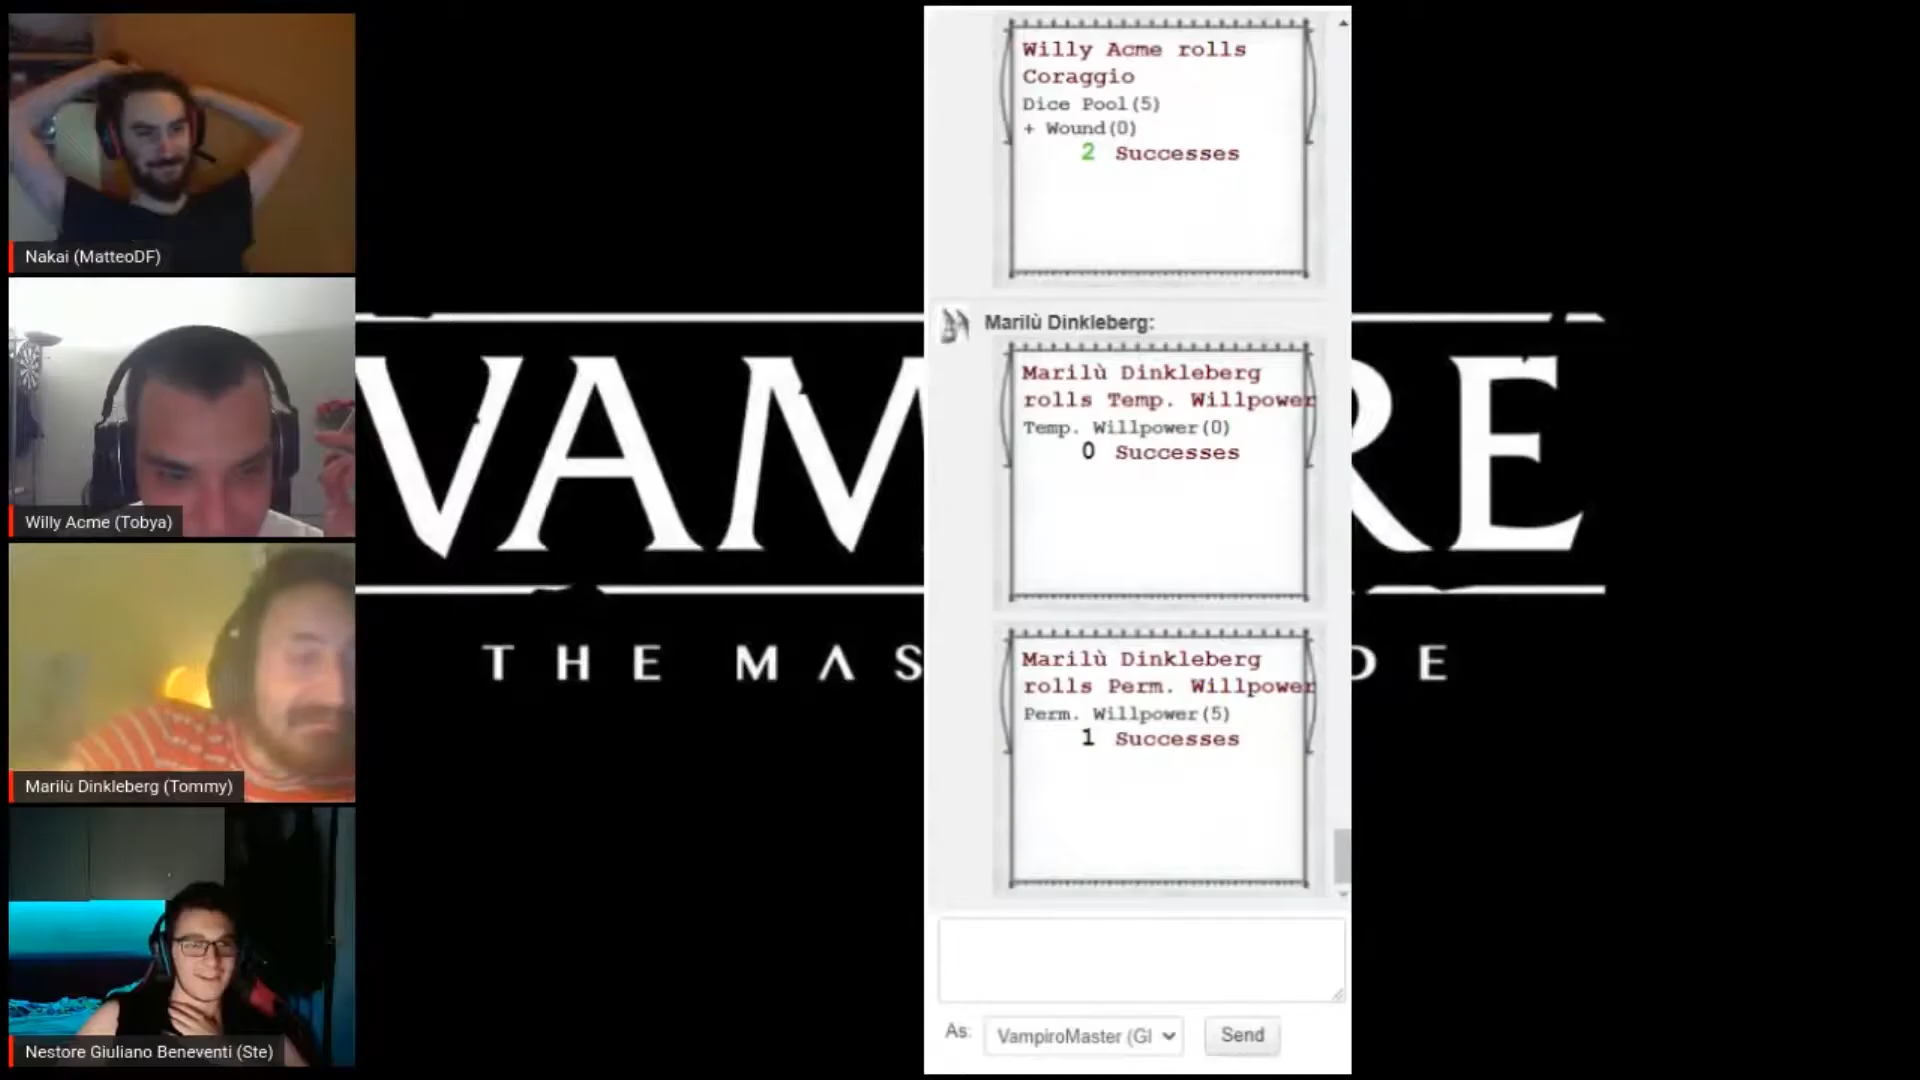 Nakai (MatteoDF)
Willy Acme (Tobya)
Marilù Dinkleberg (Tommy)
Nestore Giuliano Beneventi (Ste)
VAM RE
THE MAS DE
Willy Acme rolls
Coraggio
Dice Pool(5)
+ Wound(0)
2 Successes
Marilù Dinkleberg:
Marilù Dinkleberg
rolls Temp. Willpower
Temp. Willpower(0)
0 Successes
Marilù Dinkleberg
rolls Perm. Willpower
Perm. Willpower(5)
1 Successes
As:
VampiroMaster (GI
Send